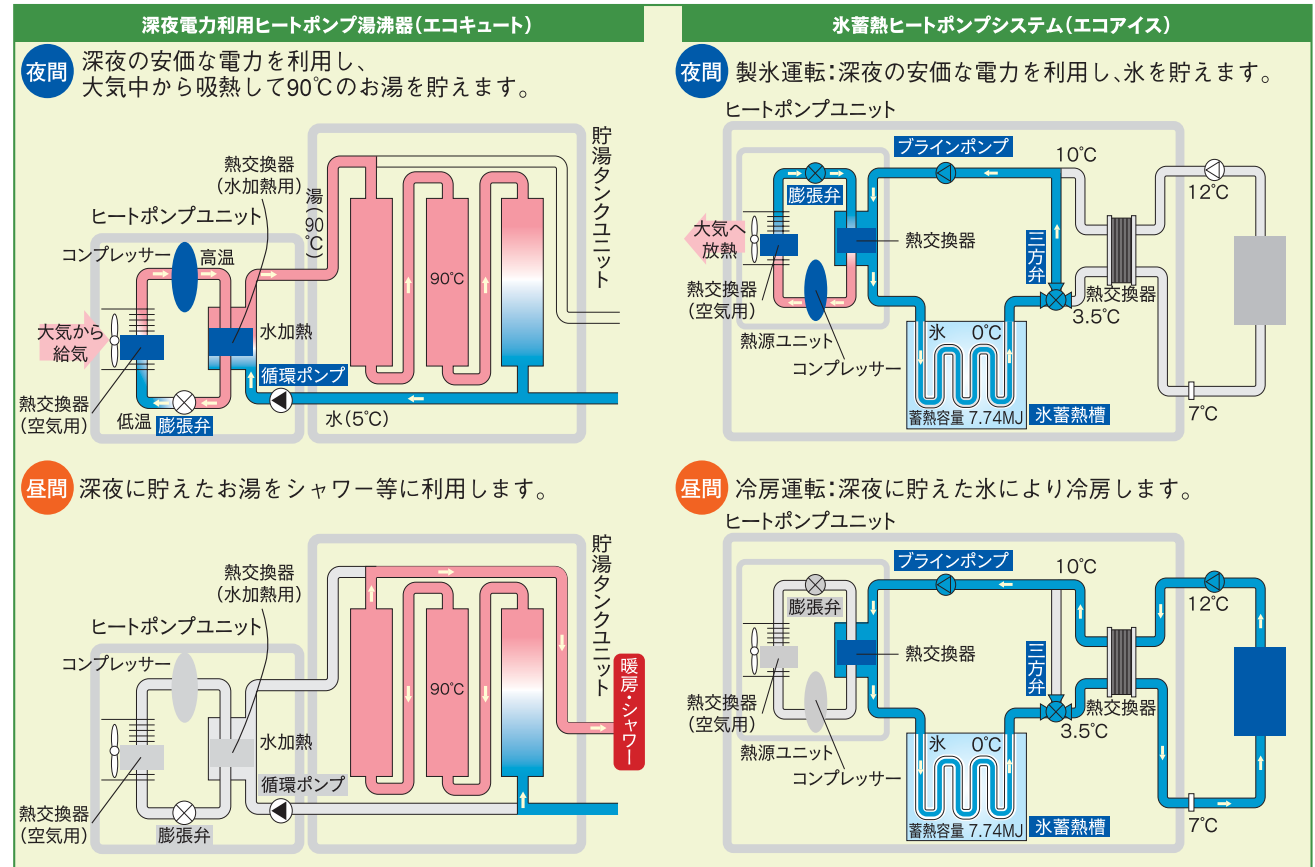 深夜電力利用ヒートポンプ湯沸器（エコキュート）
夜間
深夜の安価な電力を利用し、
大気中から吸熱して90℃のお湯を貯えます。
貯湯タンクユニット
熱交換器
（水加熱用）
湯（90℃）
ヒートポンプユニット
コンプレッサー
高温
90℃
大気から
給気
水加熱
循環ポンプ
熱交換器
（空気用）
低温
膨張弁
水（5℃）
昼間
深夜に貯えたお湯をシャワー等に利用します。
貯湯タンクユニット
熱交換器
（水加熱用）
ヒートポンプユニット
コンプレッサー
90℃
暖房・シャワー
水加熱
循環ポンプ
熱交換器
（空気用）
膨張弁
氷蓄熱ヒートポンプシステム（エコアイス）
夜間
製氷運転：深夜の安価な電力を利用し、氷を貯えます。
ヒートポンプユニット
ブラインポンプ
10℃
12℃
膨張弁
大気へ
放熱
熱交換器
三方弁
熱交換器
（空気用）
熱交換器
3.5℃
熱源ユニット
コンプレッサー
氷 0℃
蓄熱容量 7.74MJ
氷蓄熱槽
7℃
昼間
冷房運転：深夜に貯えた氷により冷房します。
ヒートポンプユニット
ブラインポンプ
10℃
12℃
膨張弁
熱交換器
三方弁
熱交換器
（空気用）
熱交換器
3.5℃
熱源ユニット
コンプレッサー
氷 0℃
蓄熱容量 7.74MJ
氷蓄熱槽
7℃